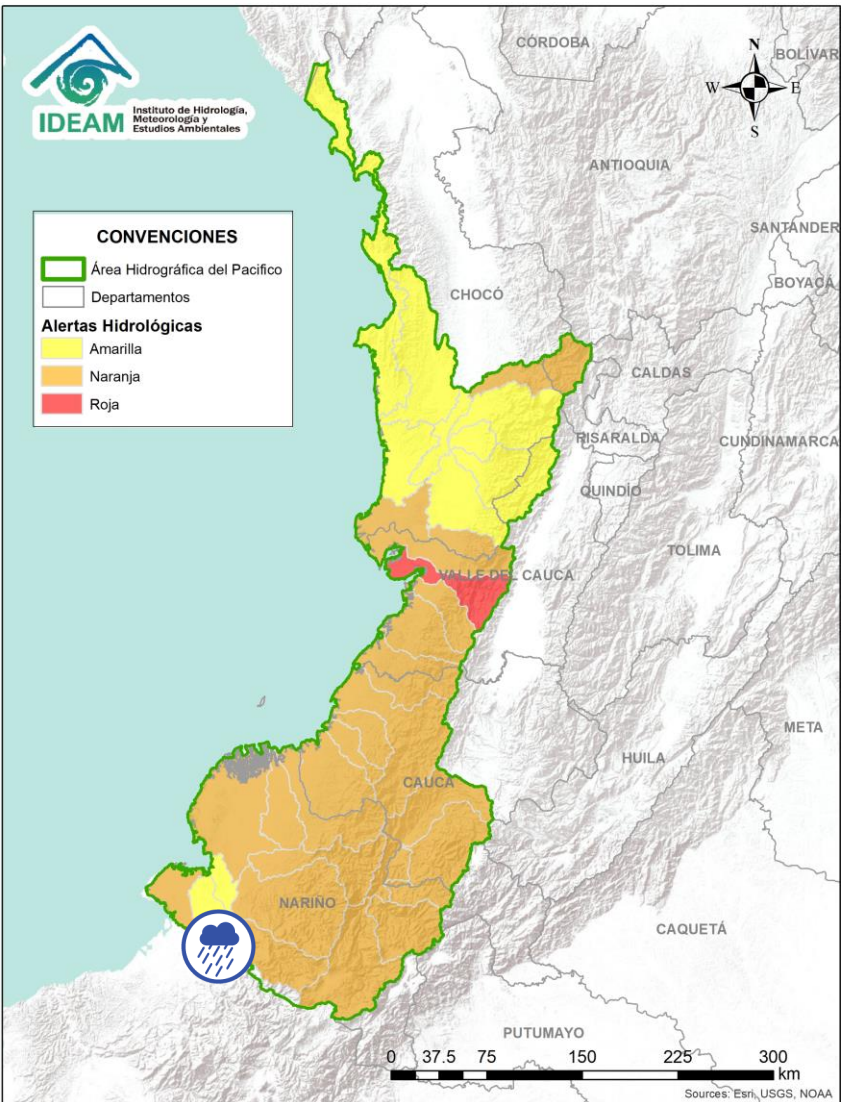 IDEAM
Instituto de Hidrología,
Meteorología y
Estudios Ambientales
N
W E
S
CÓRDOBA
BOLÍVAR
ANTIOQUIA
SANTANDER
BOYACÁ
CHOCÓ
CALDAS
RISARALDA
CUNDINAMARCA
QUINDÍO
TOLIMA
VALLE DEL CAUCA
META
HUILA
CAUCA
NARIÑO
CAQUETÁ
PUTUMAYO
CONVENCIONES
Área Hidrográfica del Pacifico
Departamentos
Alertas Hidrológicas
Amarilla
Naranja
Roja
0 37.5 75 150 225 300
km
Sources: Esri, USGS, NOAA